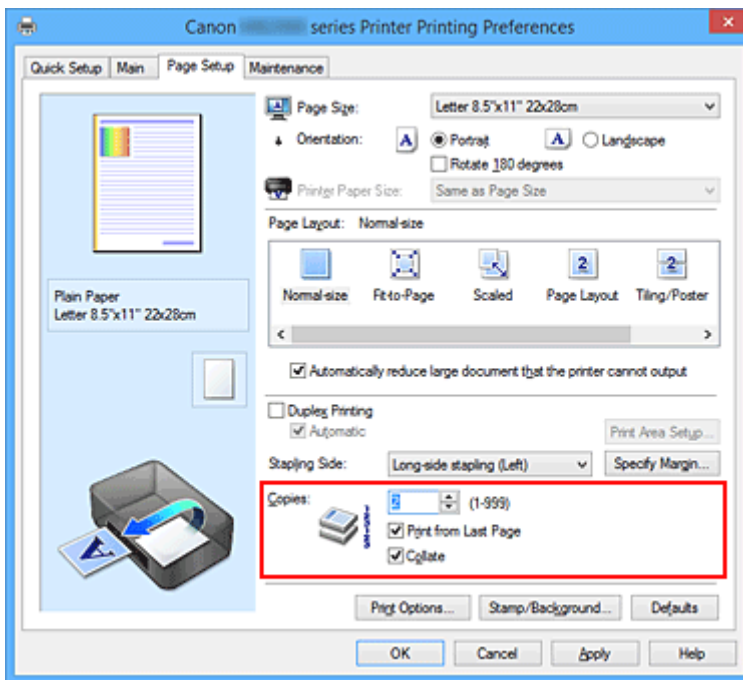 Canon series Printer Printing Preferences
Quick Setup Main Page Setup Maintenance
Page Size: Letter 8.5"x11" 22x28cm
Orientation: A Portrait A Landscape
Rotate 180 degrees
Printer Paper Size: Same as Page Size
Page Layout: Normal-size
Normal-size Fit-to-Page Scaled Page Layout Tiling/Poster
Plain Paper
Letter 8.5"x11" 22x28cm
Automatically reduce large document that the printer cannot output
Duplex Printing
Automatic Print Area Setup...
Stapling Side: Long-side stapling (Left) Specify Margin...
Copies: 2 (1-999)
Print from Last Page
Collate
Print Options... Stamp/Background... Defaults
OK Cancel Apply Help